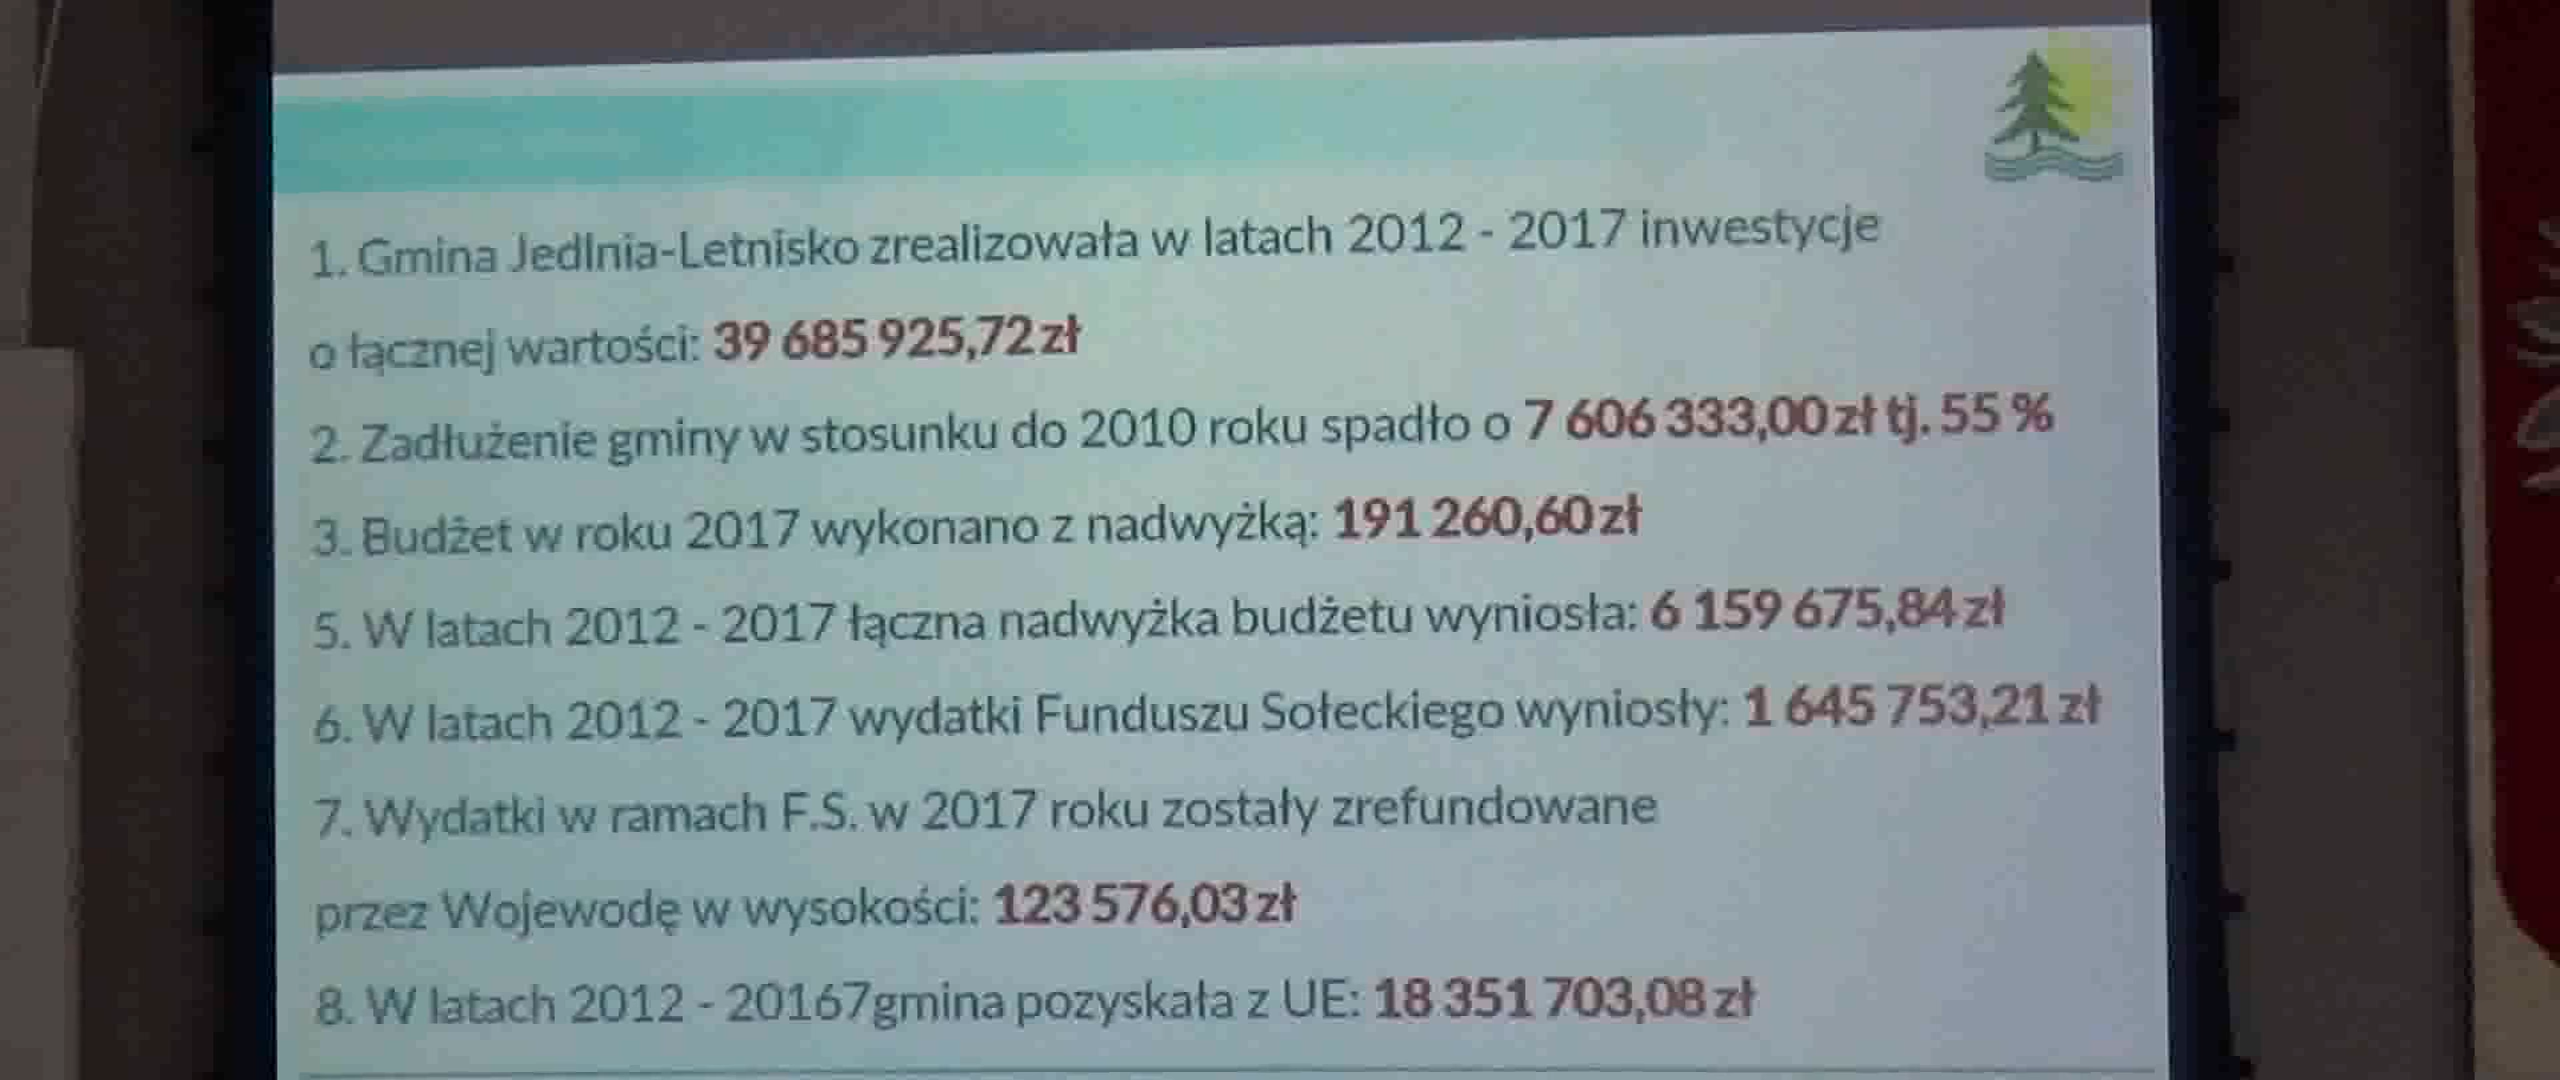 1. Gmina Jedlnia-Letnisko zrealizowała w latach 2012 - 2017 inwestycje
o łącznej wartości: 39 685 925,72 zł
2. Zadłużenie gminy w stosunku do 2010 roku spadło o 7 606 333,00 zł tj. 55 %
3. Budżet w roku 2017 wykonano z nadwyżką: 191 260,60 zł
5. W latach 2012 - 2017 łączna nadwyżka budżetu wyniosła: 6 159 675,84 zł
6. W latach 2012 - 2017 wydatki Funduszu Sołeckiego wyniosły: 1 645 753,21 zł
7. Wydatki w ramach F.S. w 2017 roku zostały zrefundowane
przez Wojewodę w wysokości: 123 576,03 zł
8. W latach 2012 - 20167gmina pozyskała z UE: 18 351 703,08 zł